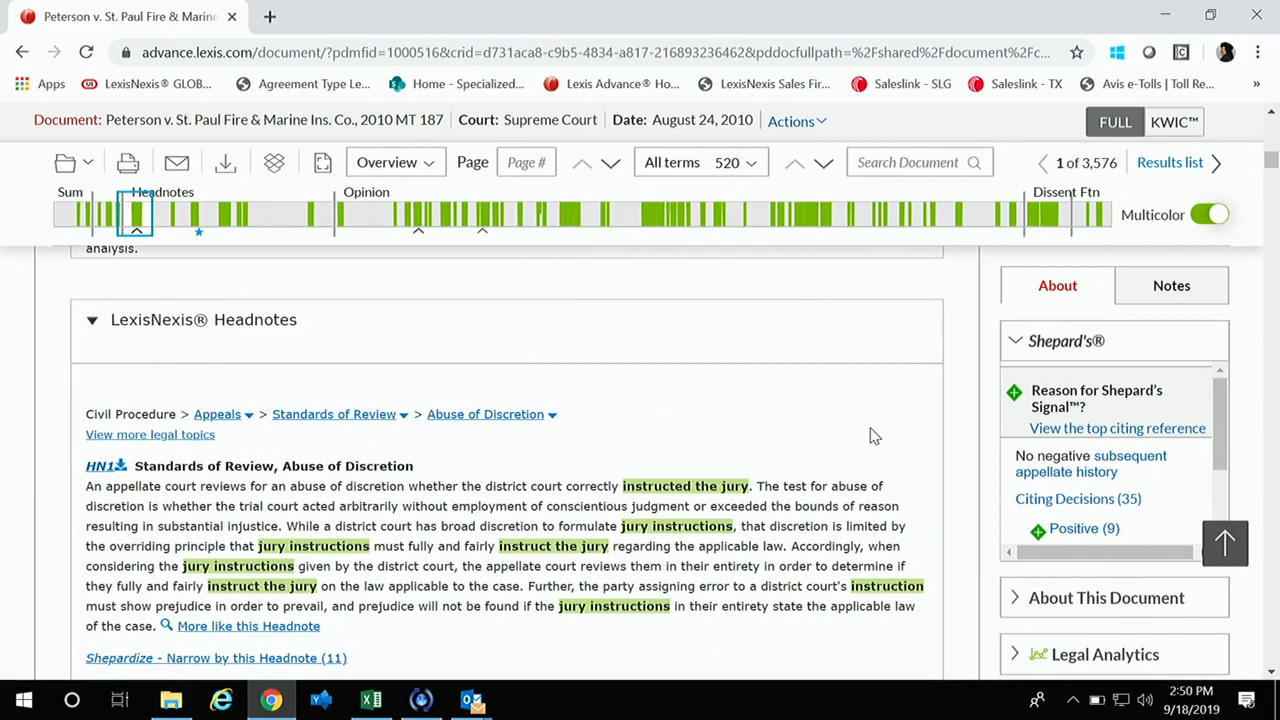 Peterson v. St. Paul Fire & Marine
advance.lexis.com/document/?pdmfid=1000516&crid=d731aca8-c9b5-4834-a817-216893236462&pddocfullpath=%2Fshared%2Fdocument%2Fc...
Apps LexisNexis® GLOB... Agreement Type Le... Home - Specialized... Lexis Advance® Ho... LexisNexis Sales Fir... Saleslink - SLG Saleslink - TX Avis e-Tolls | Toll Re... »
Document: Peterson v. St. Paul Fire & Marine Ins. Co., 2010 MT 187 Court: Supreme Court Date: August 24, 2010 Actions FULL KWIC™
Overview Page Page # All terms 520 Search Document 1 of 3,576 Results list
Sum Headnotes Opinion Dissent Ftn
Multicolor
analysis.
LexisNexis® Headnotes
Civil Procedure > Appeals > Standards of Review > Abuse of Discretion
View more legal topics
HN1 Standards of Review, Abuse of Discretion
An appellate court reviews for an abuse of discretion whether the district court correctly instructed the jury. The test for abuse of
discretion is whether the trial court acted arbitrarily without employment of conscientious judgment or exceeded the bounds of reason
resulting in substantial injustice. While a district court has broad discretion to formulate jury instructions, that discretion is limited by
the overriding principle that jury instructions must fully and fairly instruct the jury regarding the applicable law. Accordingly, when
considering the jury instructions given by the district court, the appellate court reviews them in their entirety in order to determine if
they fully and fairly instruct the jury on the law applicable to the case. Further, the party assigning error to a district court's instruction
must show prejudice in order to prevail, and prejudice will not be found if the jury instructions in their entirety state the applicable law
of the case. More like this Headnote
Shepardize - Narrow by this Headnote (11)
About Notes
Shepard's®
Reason for Shepard's
Signal™?
View the top citing reference
No negative subsequent
appellate history
Citing Decisions (35)
Positive (9)
About This Document
Legal Analytics
2:50 PM
9/18/2019